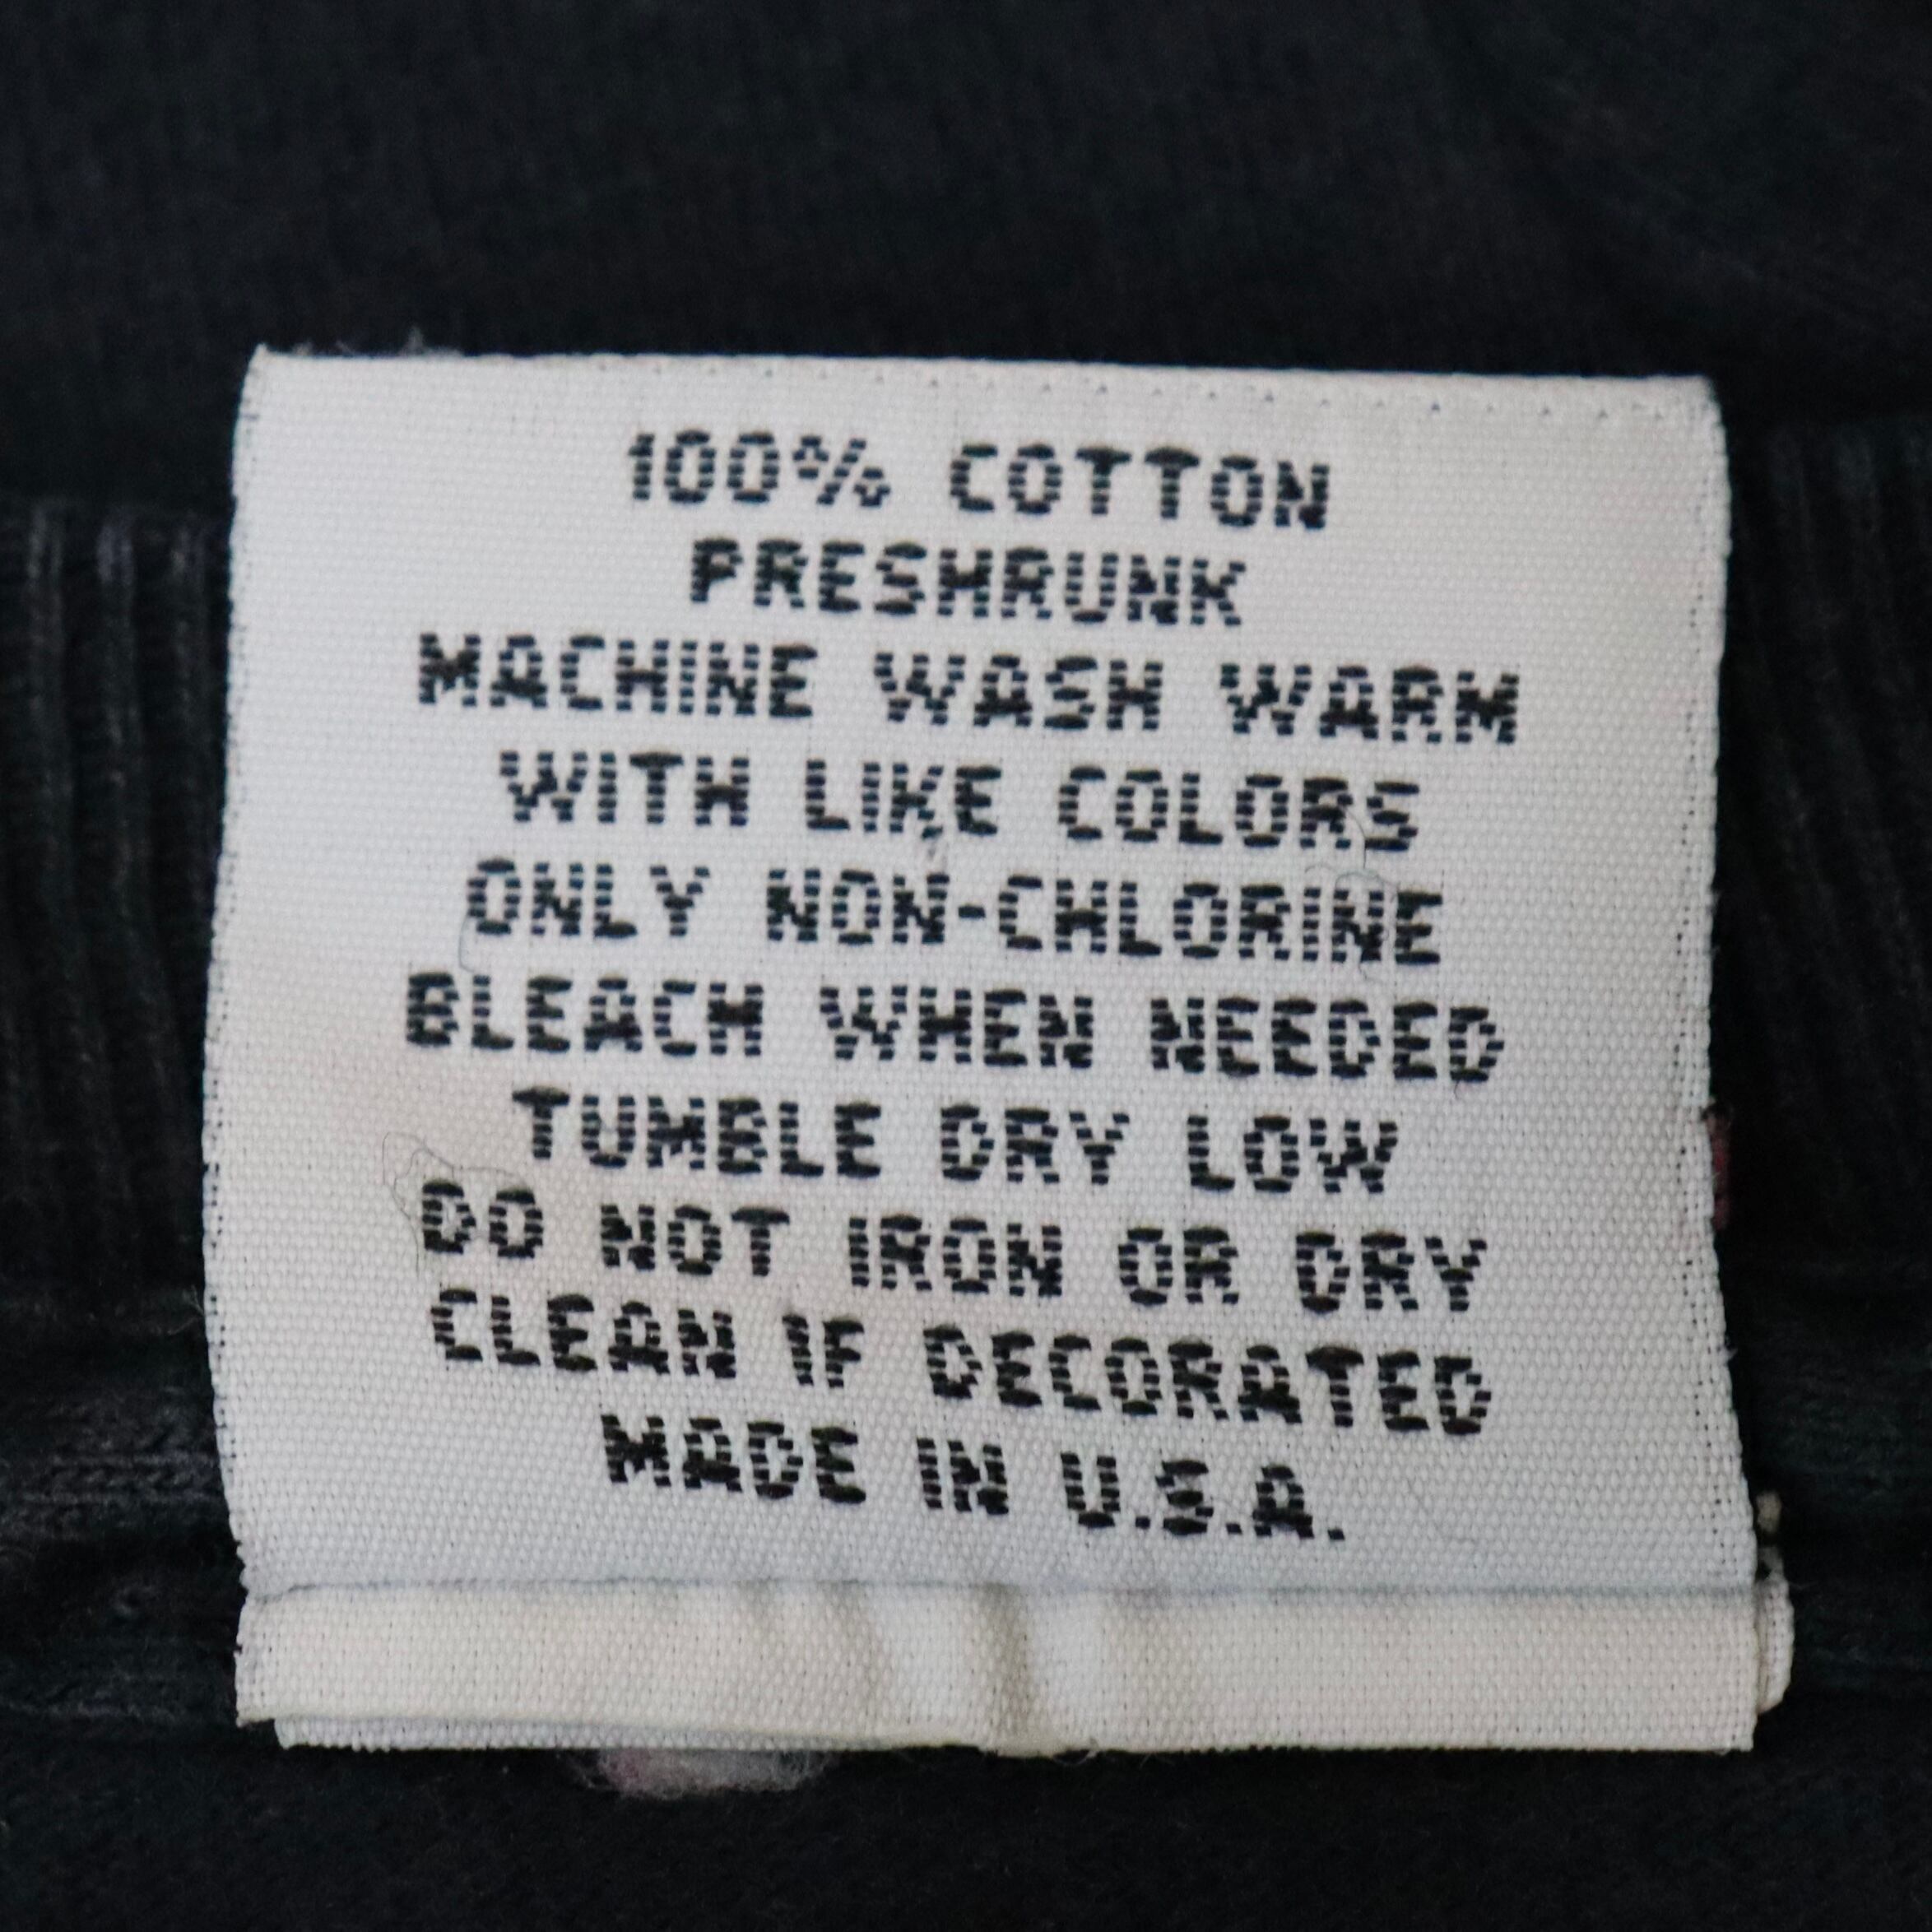 100% COTTON
PRESHRUNK
MACHINE WASH WARM
WITH LIKE COLORS
ONLY NON-CHLORINE
BLEACH WHEN NEEDED
TUMBLE DRY LOW
DO NOT IRON OR DRY
CLEAN IF DECORATED
MADE IN U.S.A.